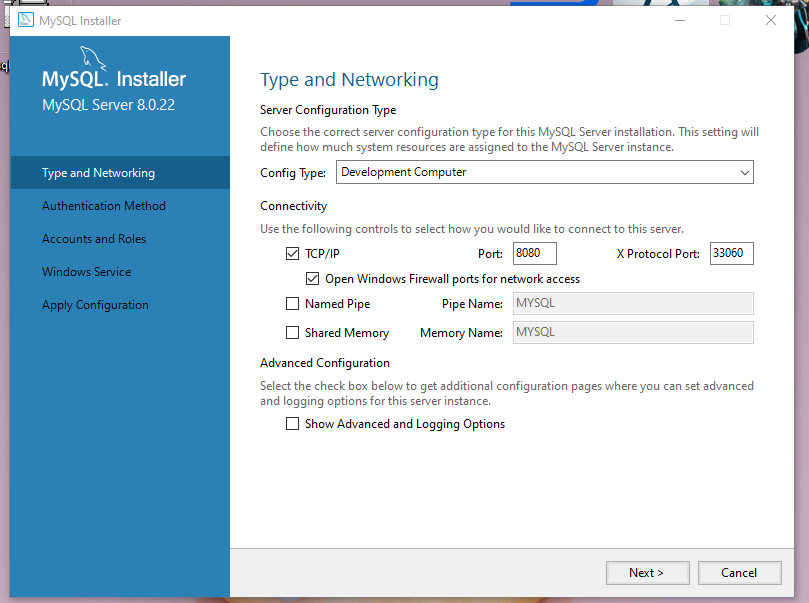 MySQL Installer
MySQL. Installer
MySQL Server 8.0.22
Type and Networking
Authentication Method
Accounts and Roles
Windows Service
Apply Configuration
Type and Networking
Server Configuration Type
Choose the correct server configuration type for this MySQL Server installation. This setting will
define how much system resources are assigned to the MySQL Server instance.
Config Type: Development Computer
Connectivity
Use the following controls to select how you would like to connect to this server.
TCP/IP Port: 8080 X Protocol Port: 33060
Open Windows Firewall ports for network access
Named Pipe Pipe Name: MYSQL
Shared Memory Memory Name: MYSQL
Advanced Configuration
Select the check box below to get additional configuration pages where you can set advanced
and logging options for this server instance.
Show Advanced and Logging Options
Next > Cancel